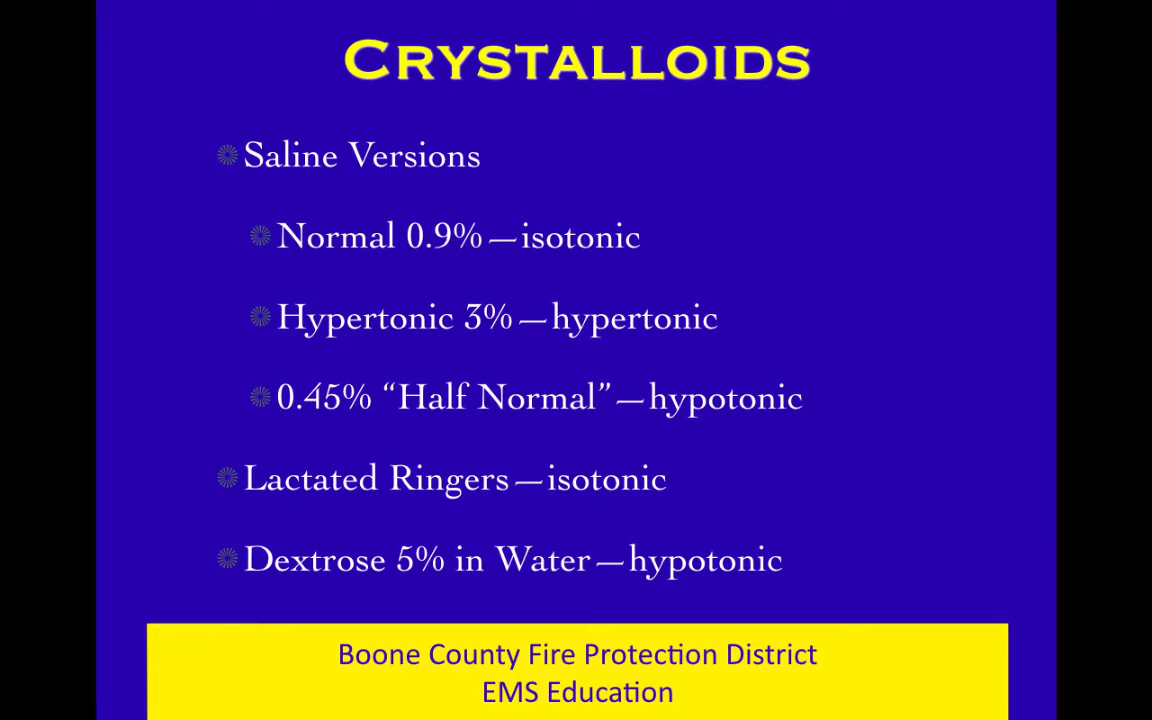 CRYSTALLOIDS
Saline Versions
Normal 0.9%—isotonic
Hypertonic 3%—hypertonic
0.45% “Half Normal”—hypotonic
Lactated Ringers—isotonic
Dextrose 5% in Water—hypotonic
Boone County Fire Protection District
EMS Education